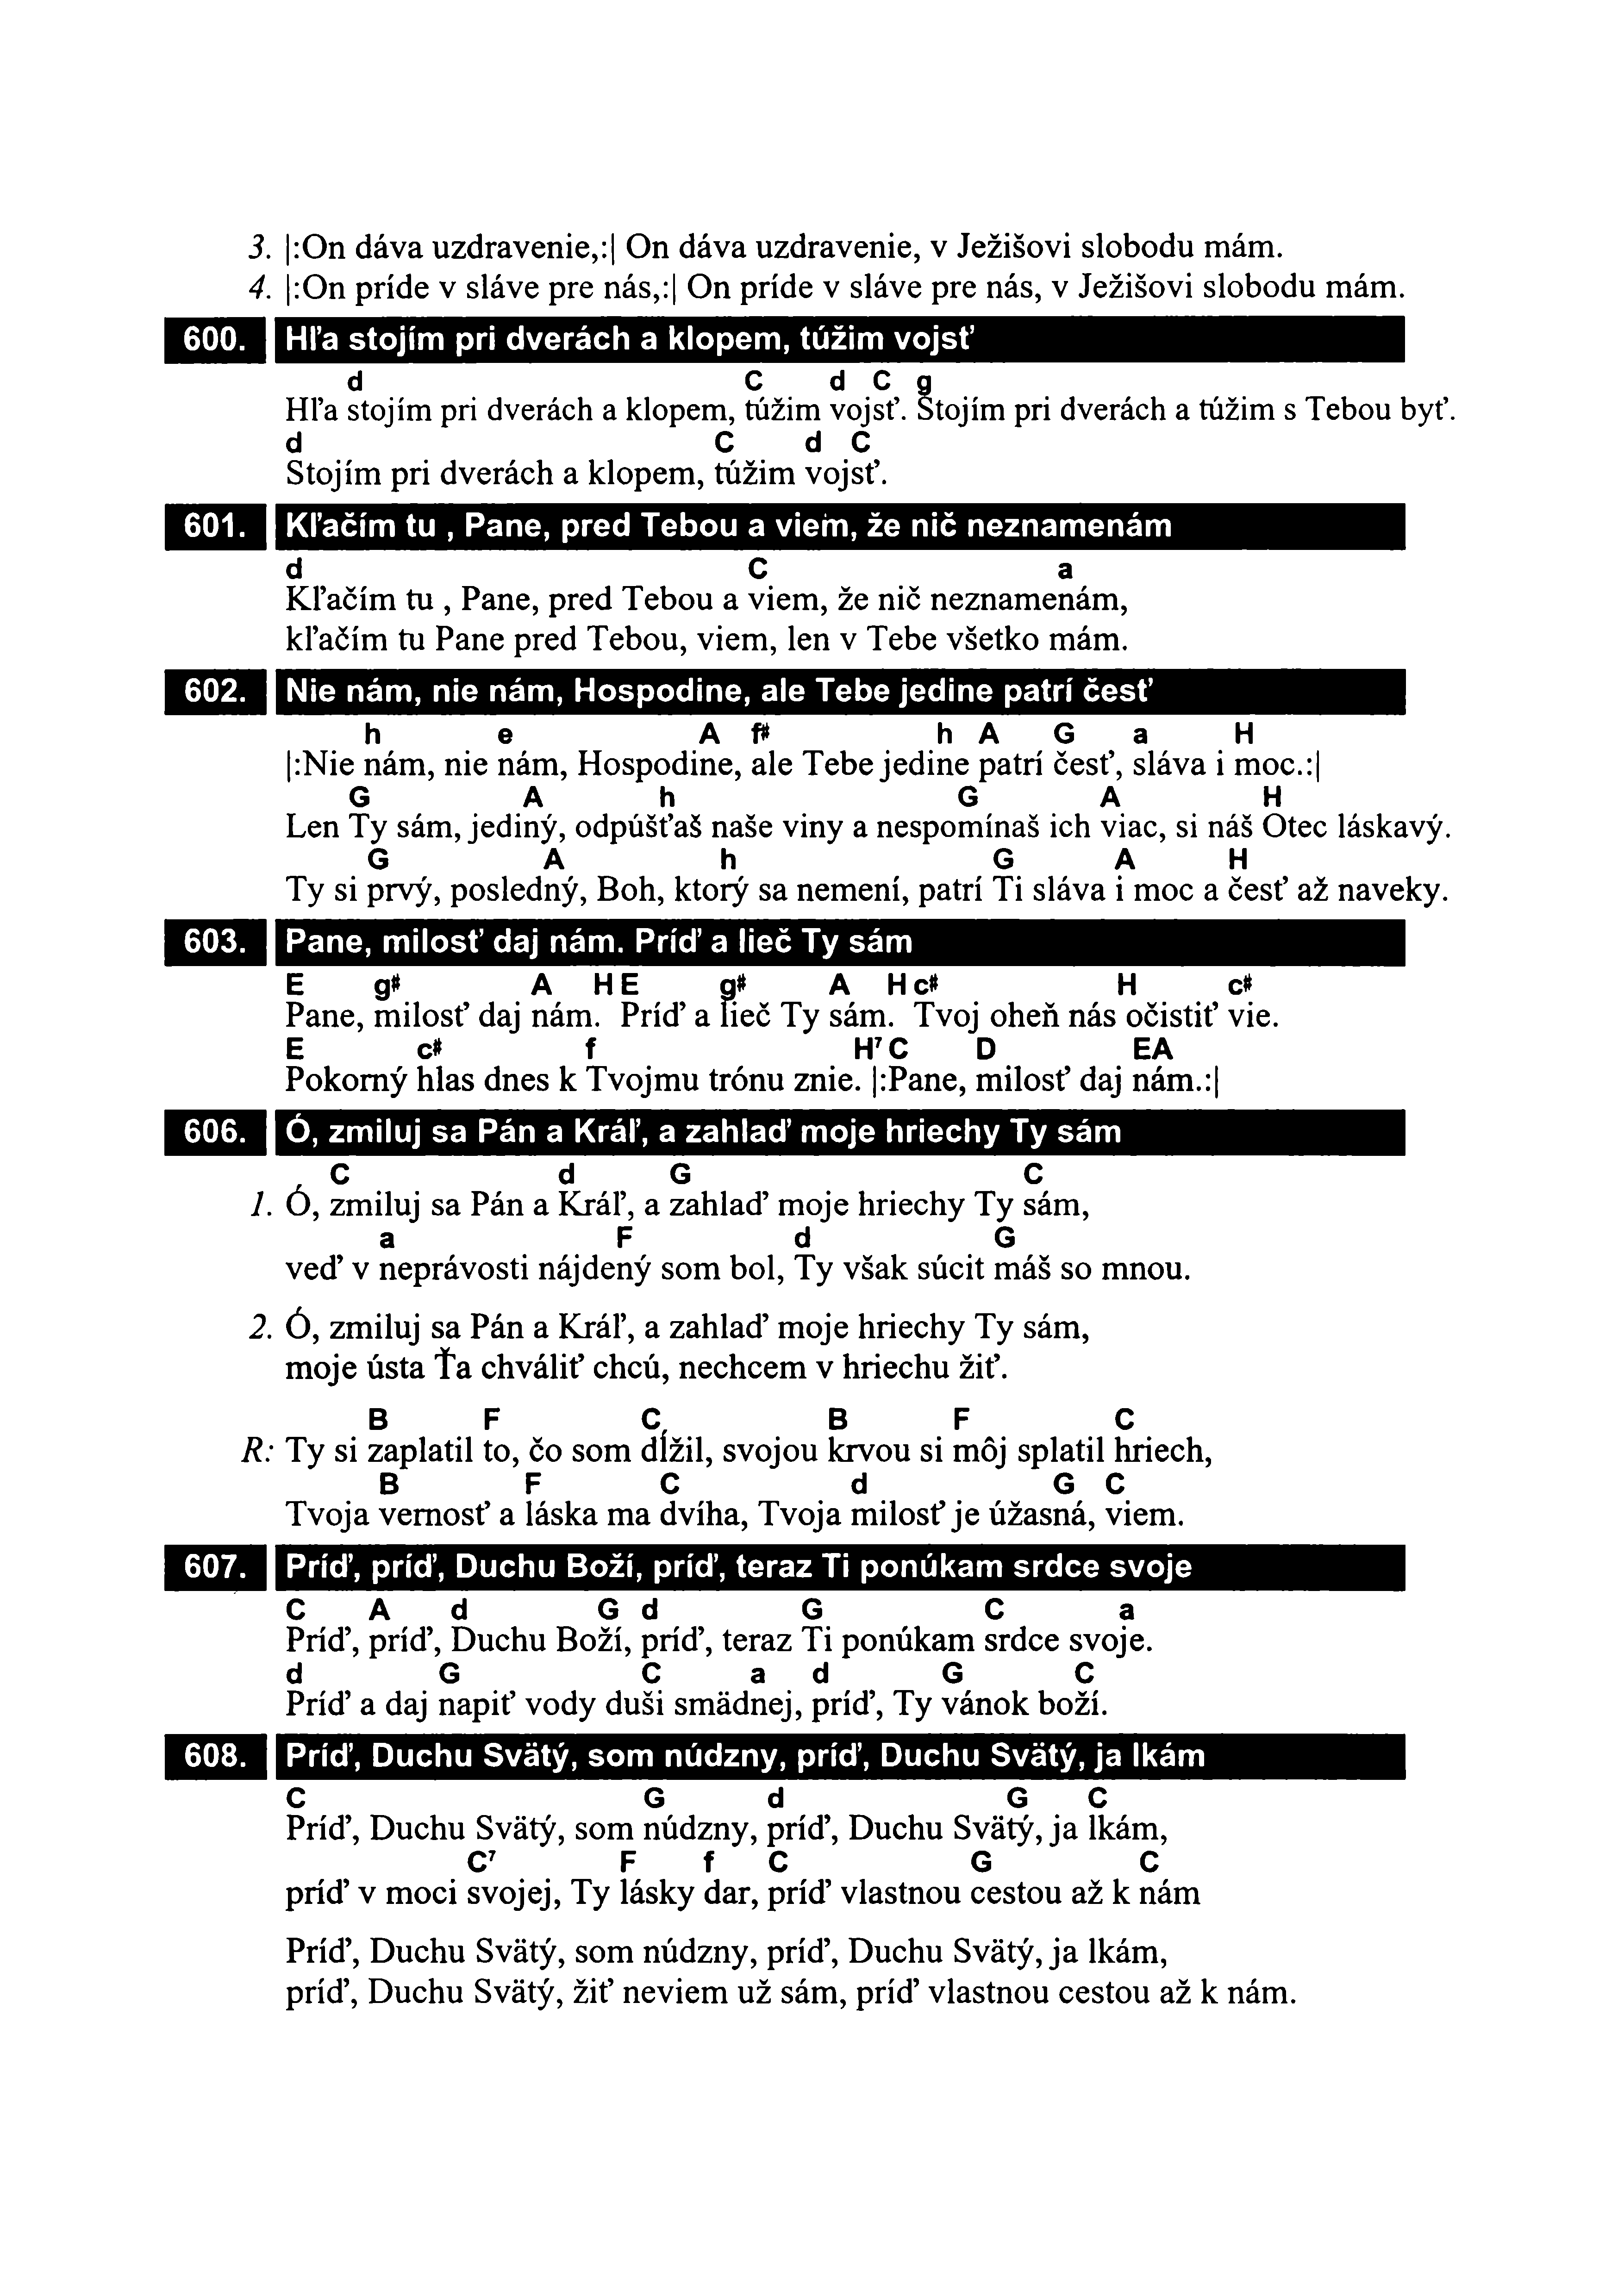 3. |:On dáva uzdravenie,:| On dáva uzdravenie, v Ježišovi slobodu mám.
4. |:On príde v sláve pre nás,:| On príde v sláve pre nás, v Ježišovi slobodu mám.
600. Hľa stojím pri dverách a klopem, túžim vojsť
d C d C g
Hľa stojím pri dverách a klopem, túžim vojsť. Stojím pri dverách a túžim s Tebou byť.
d C d C
Stojím pri dverách a klopem, túžim vojsť.
601. Kľačím tu , Pane, pred Tebou a viem, že nič neznamenám
d C a
Kľačím tu , Pane, pred Tebou a viem, že nič neznamenám,
kľačím tu Pane pred Tebou, viem, len v Tebe všetko mám.
602. Nie nám, nie nám, Hospodine, ale Tebe jedine patrí česť
h e A f# h A G a H
|:Nie nám, nie nám, Hospodine, ale Tebe jedine patrí česť, sláva i moc.:|
G A h G A H
Len Ty sám, jediný, odpúšťaš naše viny a nespomínaš ich viac, si náš Otec láskavý.
G A h G A H
Ty si prvý, posledný, Boh, ktorý sa nemení, patrí Ti sláva i moc a česť až naveky.
603. Pane, milosť daj nám. Príď a lieč Ty sám
E g# A H E g# A H c# H c#
Pane, milosť daj nám. Príď a lieč Ty sám. Tvoj oheň nás očistiť vie.
E c# f H7 C D E A
Pokorný hlas dnes k Tvojmu trónu znie. |:Pane, milosť daj nám.:|
606. Ó, zmiluj sa Pán a Kráľ, a zahlaď moje hriechy Ty sám
C d G C
1. Ó, zmiluj sa Pán a Kráľ, a zahlaď moje hriechy Ty sám,
a F d G
veď v neprávosti nájdený som bol, Ty však súcit máš so mnou.
2. Ó, zmiluj sa Pán a Kráľ, a zahlaď moje hriechy Ty sám,
moje ústa Ťa chváliť chcú, nechcem v hriechu žiť.
B F C B F C
R: Ty si zaplatil to, čo som dĺžil, svojou krvou si môj splatil hriech,
B F C d G C
Tvoja vernosť a láska ma dvíha, Tvoja milosť je úžasná, viem.
607. Príď, príď, Duchu Boží, príď, teraz Ti ponúkam srdce svoje
C A d G d G C a
Príď, príď, Duchu Boží, príď, teraz Ti ponúkam srdce svoje.
d G C a d G C
Príď a daj napiť vody duši smädnej, príď, Ty vánok boží.
608. Príď, Duchu Svätý, som núdzny, príď, Duchu Svätý, ja lkám
C G d G C
Príď, Duchu Svätý, som núdzny, príď, Duchu Svätý, ja lkám,
C7 F f C G C
príď v moci svojej, Ty lásky dar, príď vlastnou cestou až k nám
Príď, Duchu Svätý, som núdzny, príď, Duchu Svätý, ja lkám,
príď, Duchu Svätý, žiť neviem už sám, príď vlastnou cestou až k nám.